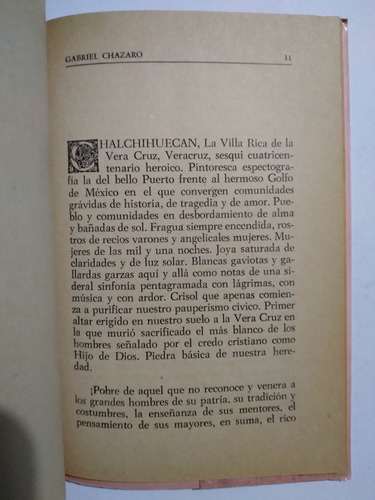 GABRIEL CHAZARO 11
CHALCHIHUECAN, La Villa Rica de la
Vera Cruz, Veracruz, sesqui cuatricen-
tenario heroico. Pintoresca espectogra-
fía la del bello Puerto frente al hermoso Golfo
de México en el que convergen comunidades
grávidas de historia, de tragedia y de amor. Pue-
blo y comunidades en desbordamiento de alma
y bañadas de sol. Fragua siempre encendida, ros-
tros de recios varones y angelicales mujeres. Mu-
jeres de las mil y una noches. Joya saturada de
claridades y de luz solar. Blancas gaviotas y ga-
llardas garzas aquí y allá como notas de una si-
deral sinfonía pentagramada con lágrimas, con
música y con ardor. Crisol que apenas comien-
za a purificar nuestro pauperismo cívico. Primer
altar erigido en nuestro suelo a la Vera Cruz en
la que murió sacrificado el más blanco de los
hombres señalado por el credo cristiano como
Hijo de Dios. Piedra básica de nuestra here-
dad.
¡Pobre de aquel que no reconoce y venera a
los grandes hombres de su patria, su tradición y
costumbres, la enseñanza de sus mentores, el
pensamiento de sus mayores, en suma, el rico